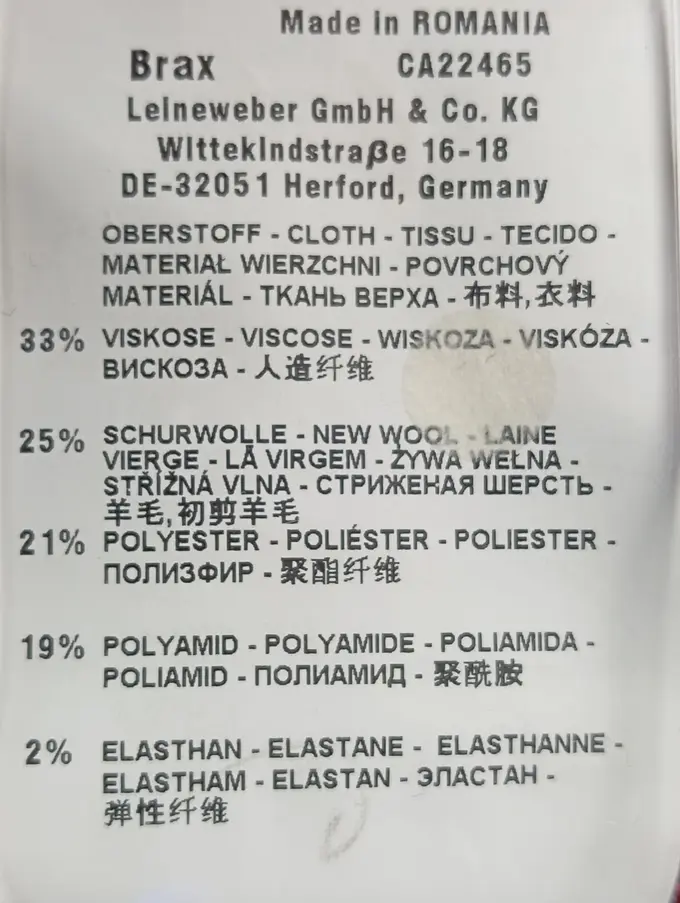 Made in ROMANIA
Brax CA22465
Leineweber GmbH & Co. KG
Wittekindstraße 16-18
DE-32051 Herford, Germany
OBERSTOFF - CLOTH - TISSU - TECIDO -
MATERIAŁ WIERZCHNI - POVRCHOVÝ
MATERIÁL - ТКАНЬ ВЕРХА - 布料,衣料
33% VISKOSE - VISCOSE - WISKOZA - VISKÓZA -
ВИСКОЗА - 人造纤维
25% SCHURWOLLE - NEW WOOL - LAINE
VIERGE - LÃ VIRGEM - ŻYWA WEŁNA -
STŘIŽNÁ VLNA - СТРИЖЕНАЯ ШЕРСТЬ -
羊毛,初剪羊毛
21% POLYESTER - POLIÉSTER - POLIESTER -
ПОЛИЗФИР - 聚酯纤维
19% POLYAMID - POLYAMIDE - POLIAMIDA -
POLIAMID - ПОЛИАМИД - 聚酰胺
2% ELASTHAN - ELASTANE - ELASTHANNE -
ELASTHAM - ELASTAN - ЭЛАСТАН -
弹性纤维